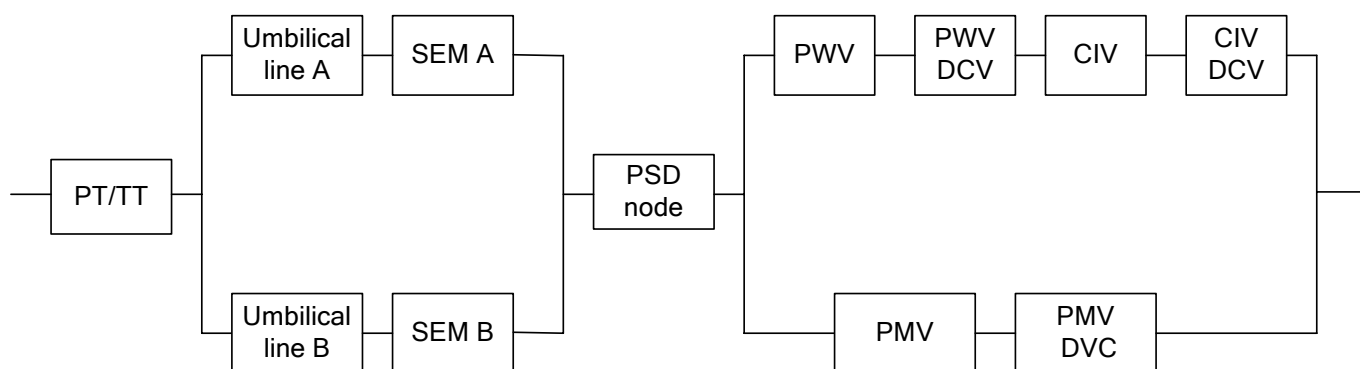 PT/TT
Umbilical
line A
SEM A
Umbilical
line B
SEM B
PSD
node
PWV
PWV
DCV
CIV
CIV
DCV
PMV
PMV
DVC